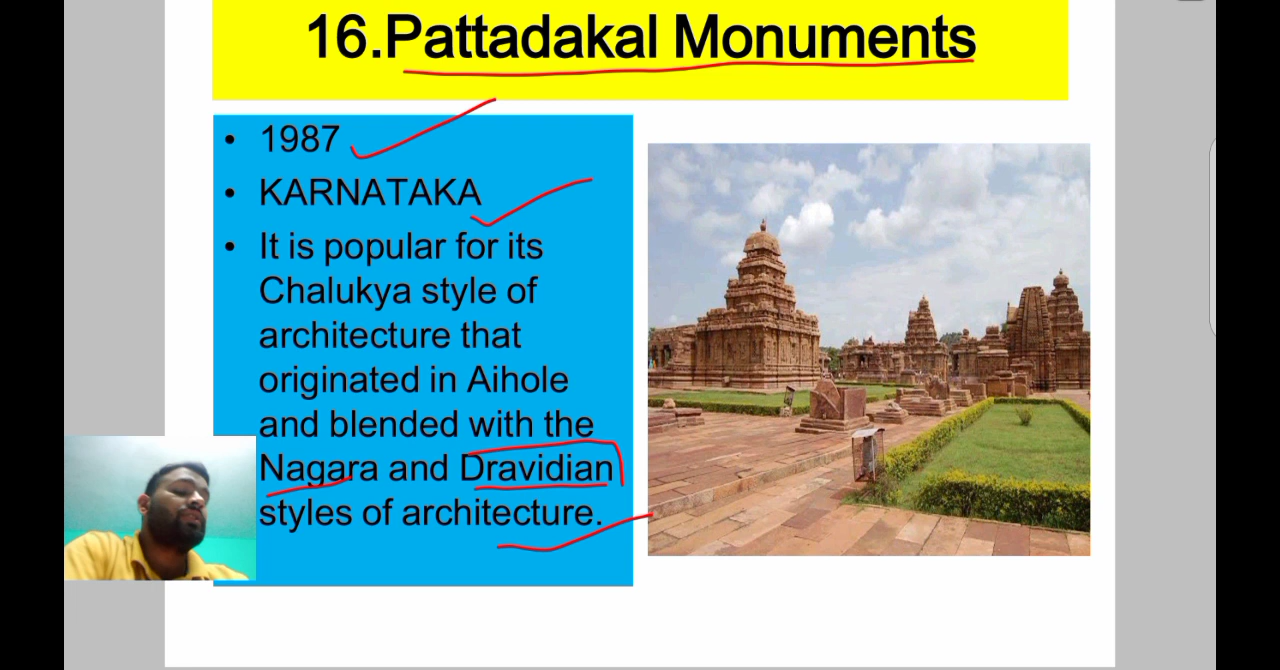 16.Pattadakal Monuments
• 1987
• KARNATAKA
• It is popular for its
Chalukya style of
architecture that
originated in Aihole
and blended with the
Nagara and Dravidian
styles of architecture.